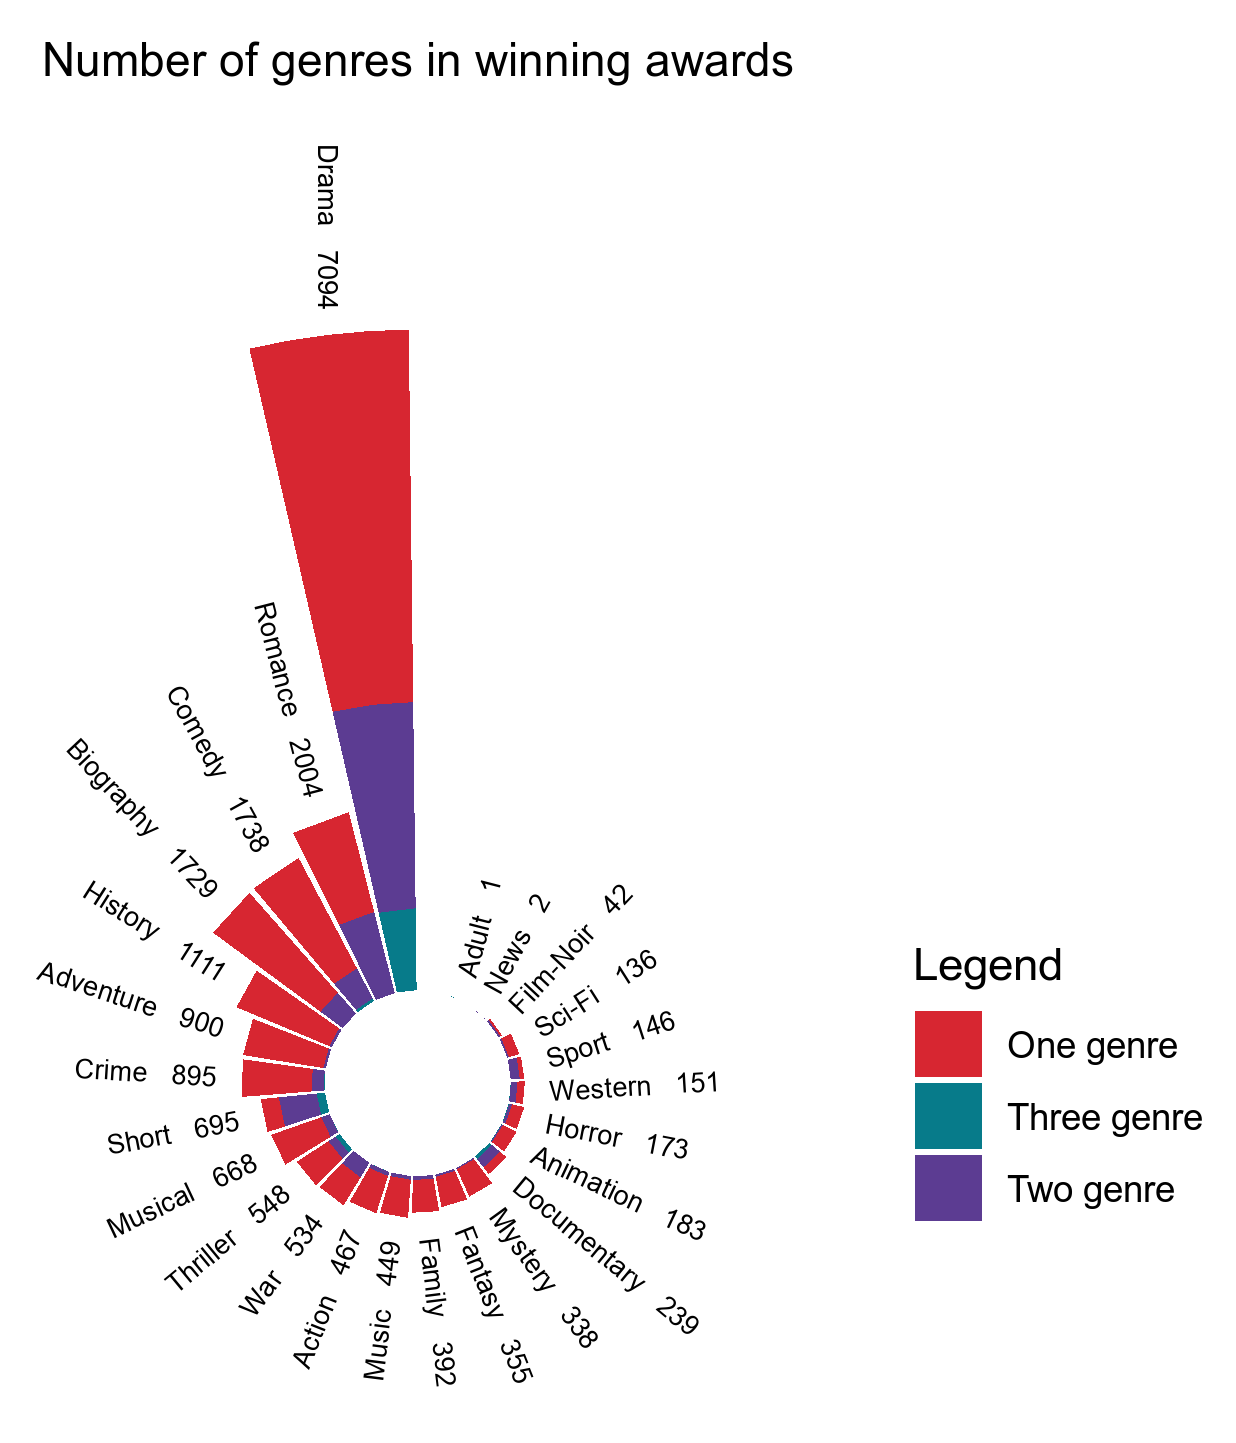 Number of genres in winning awards
Drama 7094
Romance 2004
Comedy 1738
Biography 1729
History 1111
Adventure 900
Crime 895
Short 695
Musical 668
Thriller 548
War 534
Action 467
Music 449
Family 392
Fantasy 355
Mystery 338
Documentary 239
Animation 183
Horror 173
Western 151
Sport 146
Sci-Fi 136
Film-Noir 42
News 2
Adult 1
Legend
One genre
Three genre
Two genre